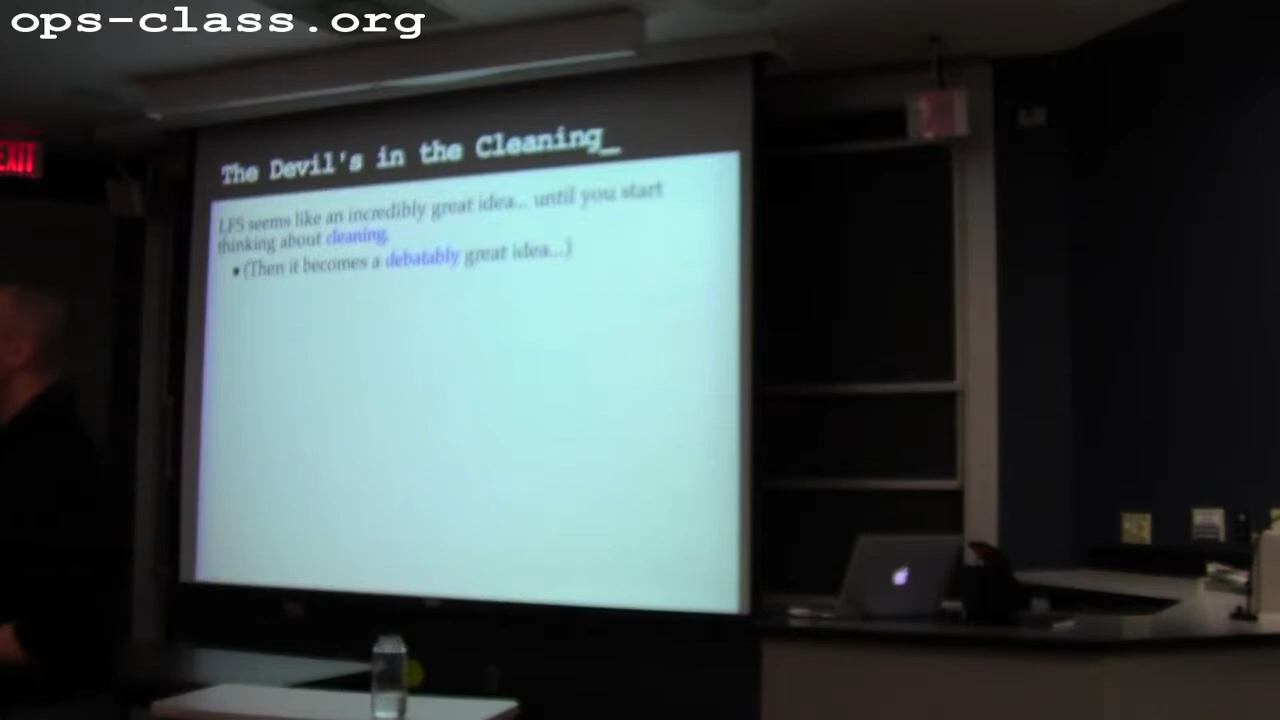 ops-class.org
EXIT
The Devil's in the Cleaning_
LFS seems like an incredibly great idea... until you start
thinking about cleaning.
• (Then it becomes a debatably great idea...)